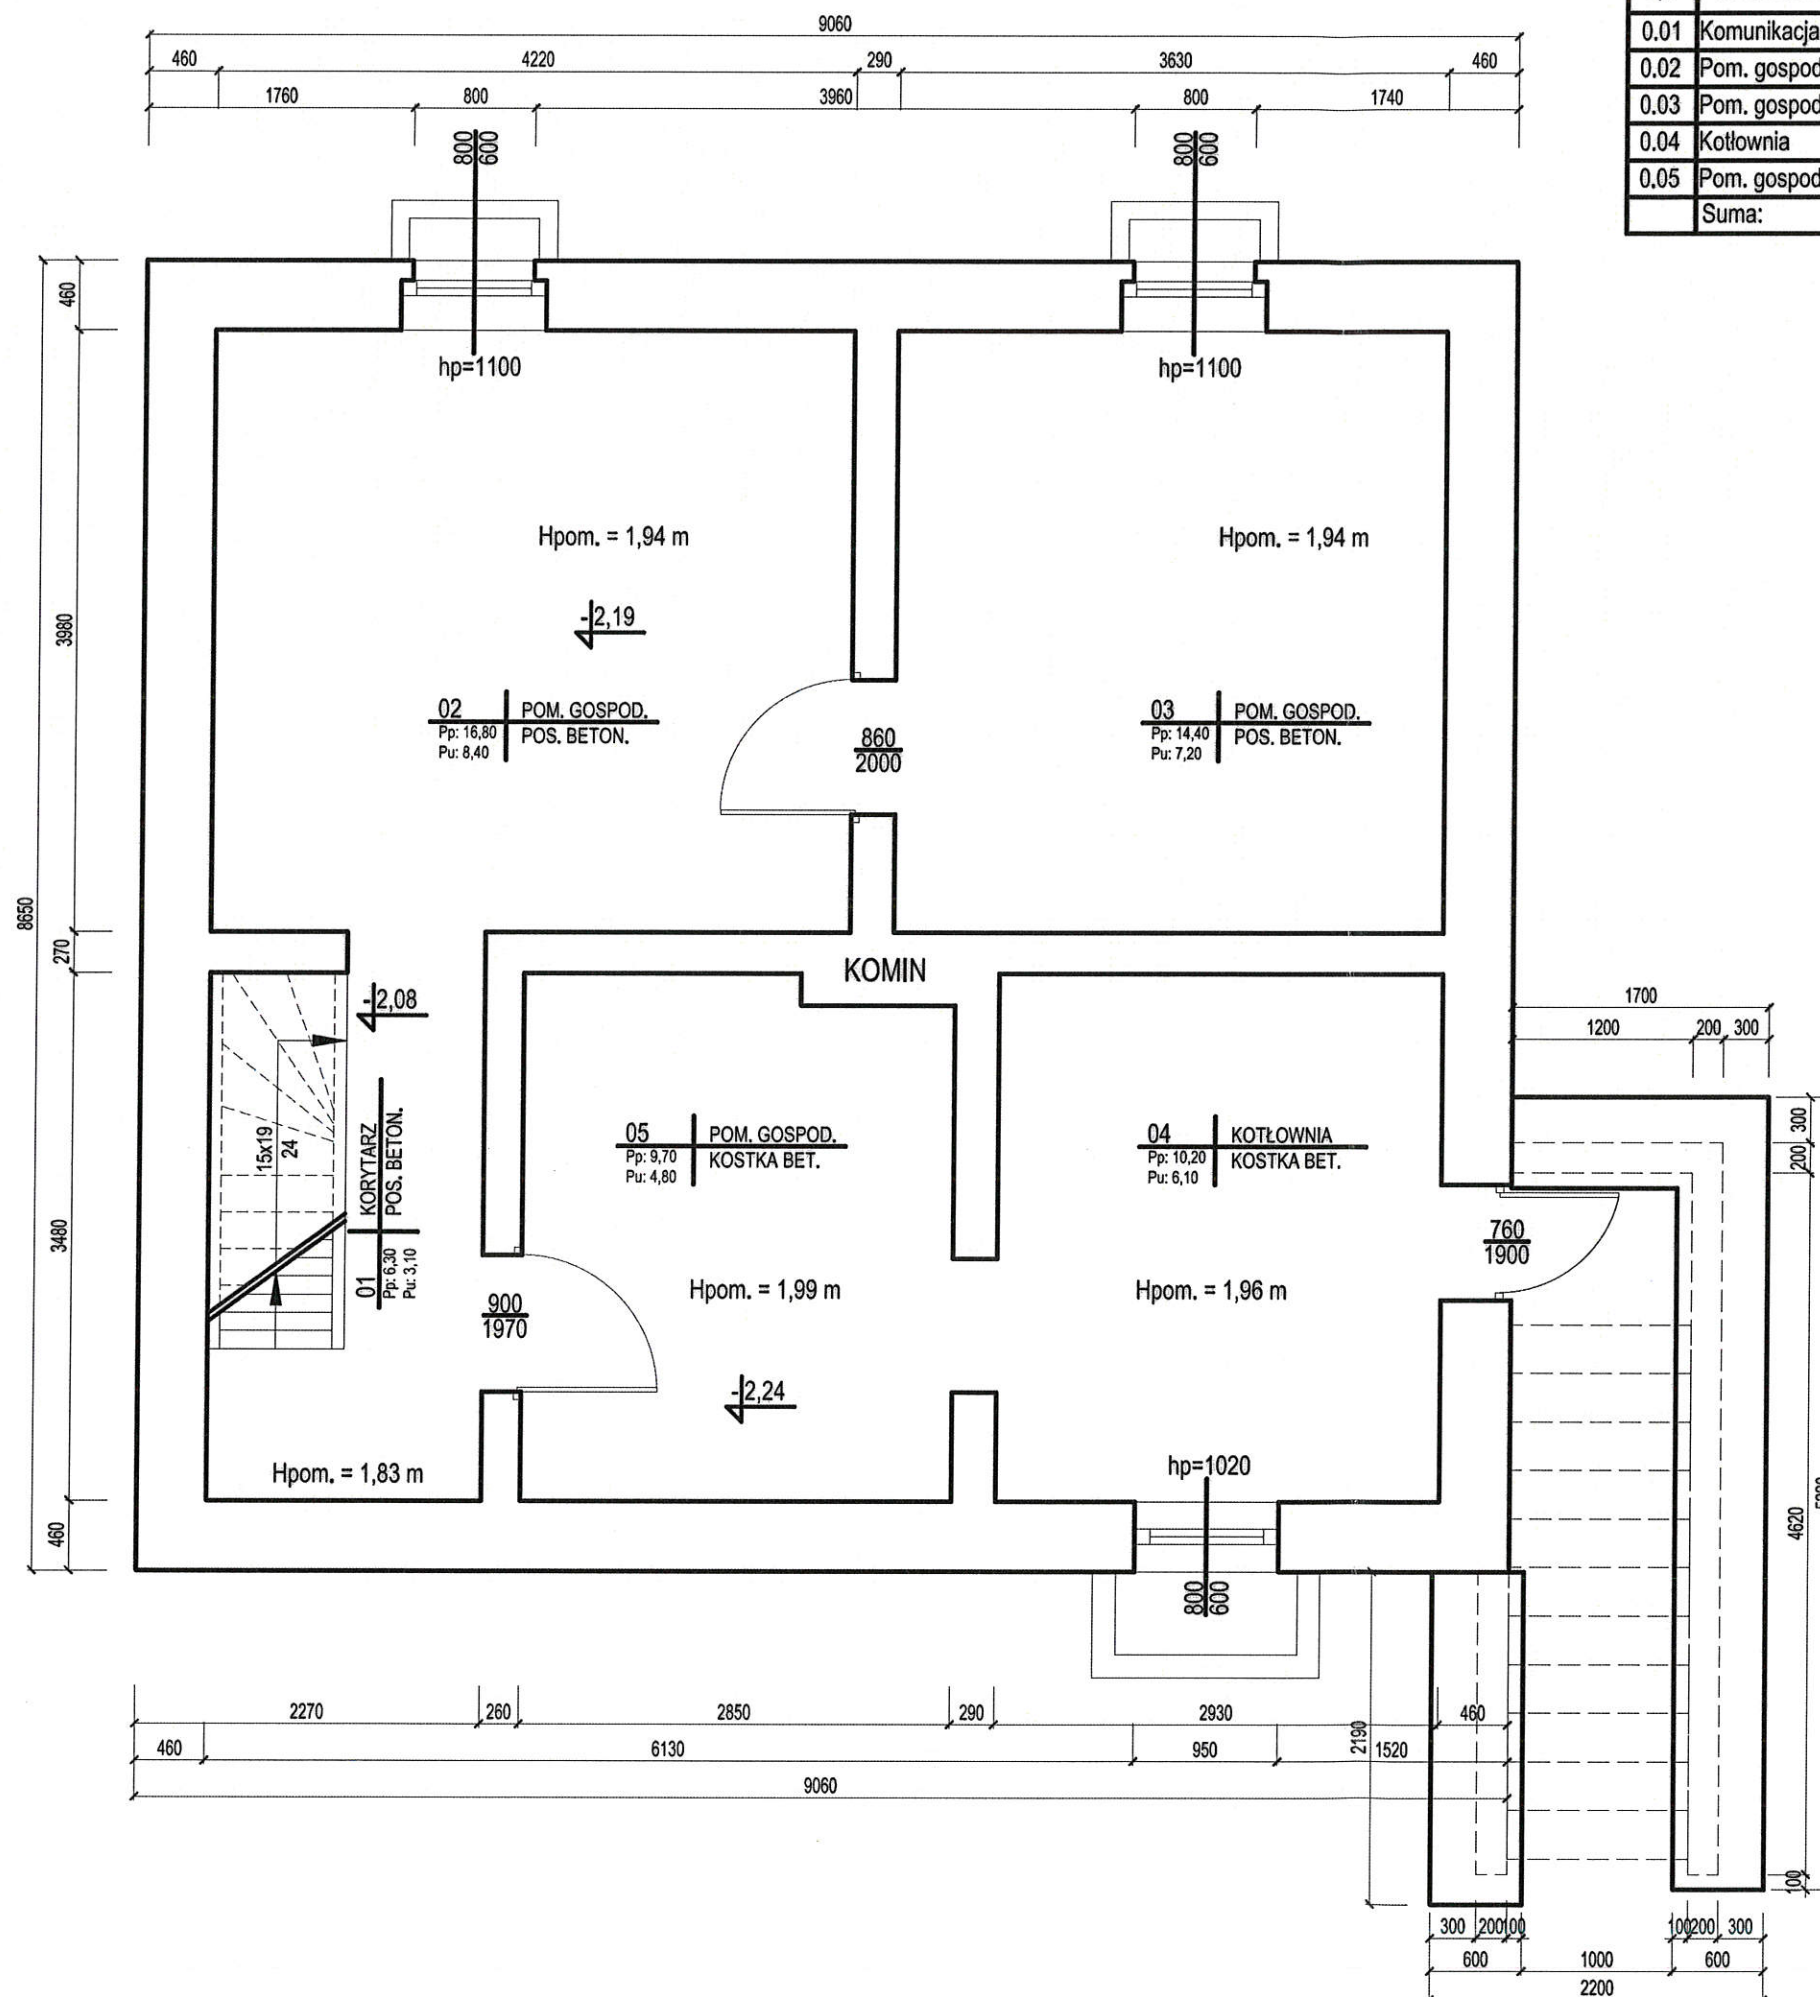 9060
460 4220 290 3630 460
1760 800 3960 800 1740
0.01 Komunikacja
0.02 Pom. gospod
0.03 Pom. gospod
0.04 Kotłownia
0.05 Pom. gospod
Suma:
800
600
800
600
hp=1100
hp=1100
460
3980
8650
270
3480
460
Hpom. = 1,94 m
Hpom. = 1,94 m
-2,19
02 POM. GOSPOD.
Pp: 16,80 POS. BETON.
Pu: 8,40
860
2000
03 POM. GOSPOD.
Pp: 14,40 POS. BETON.
Pu: 7,20
KOMIN
-2,08
15x19
24
01 KORYTARZ
Pp: 6,30 POS. BETON.
Pu: 3,10
05 POM. GOSPOD.
Pp: 9,70 KOSTKA BET.
Pu: 4,80
04 KOTŁOWNIA
Pp: 10,20 KOSTKA BET.
Pu: 6,10
1700
1200 200 300
300
200
4620
100
760
1900
900
1970
Hpom. = 1,99 m
Hpom. = 1,96 m
-2,24
Hpom. = 1,83 m
hp=1020
800
600
2270 260 2850 290 2930 460
460 6130 950 1520
2190
9060
300 200 100 100 200 300
600 1000 600
2200